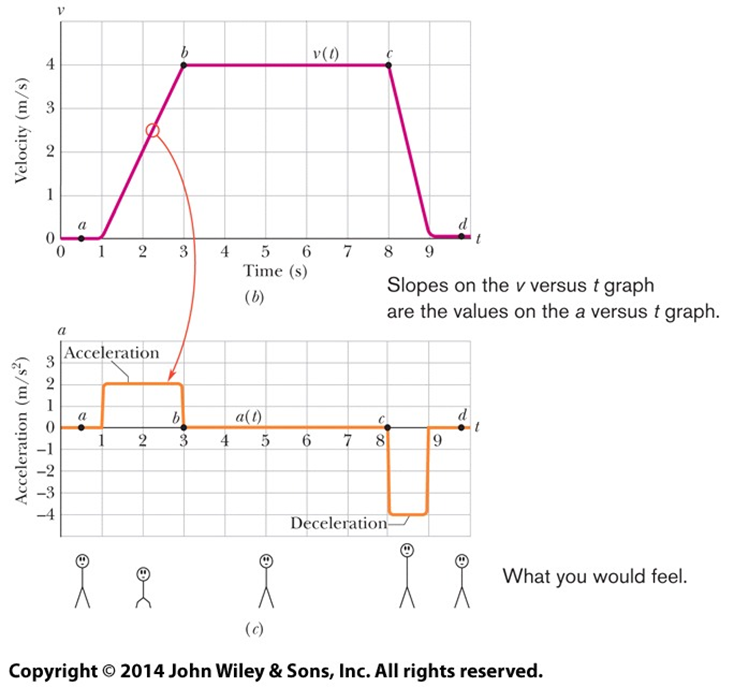 v
b
v(t)
c
4
3
2
1
0
Velocity (m/s)
a
d
t
0 1 2 3 4 5 6 7 8 9
Time (s)
(b)
Slopes on the v versus t graph
are the values on the a versus t graph.
a
Acceleration
3
2
1
0
−1
−2
−3
−4
Acceleration (m/s²)
a
b
a(t)
c
d
t
1 2 3 4 5 6 7 8 9
Deceleration
What you would feel.
(c)
Copyright © 2014 John Wiley & Sons, Inc. All rights reserved.